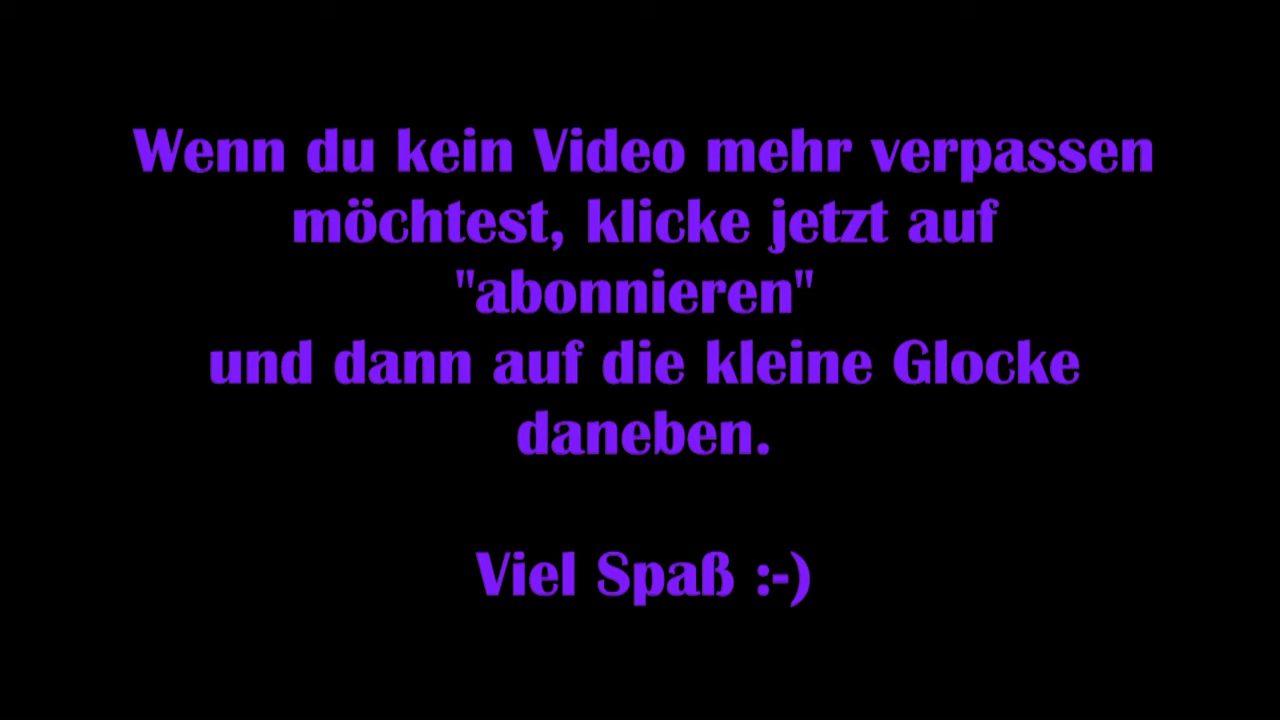 Wenn du kein Video mehr verpassen
möchtest, klicke jetzt auf
"abonnieren"
und dann auf die kleine Glocke
daneben.
Viel Spaß :-)